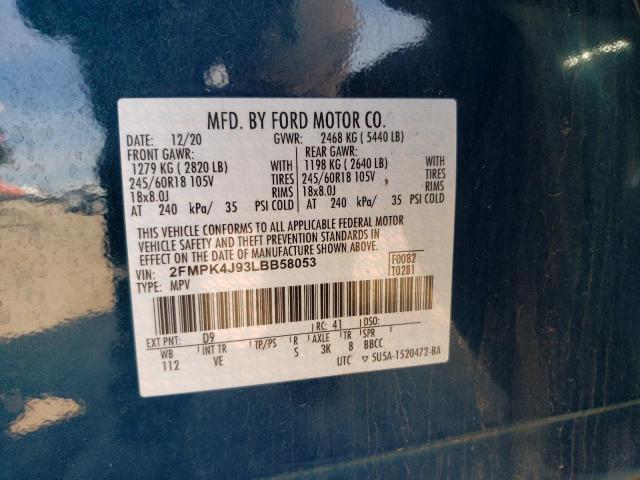 MFD. BY FORD MOTOR CO.
DATE: 12/20 GVWR: 2468 KG ( 5440 LB)
FRONT GAWR: REAR GAWR:
1279 KG ( 2820 LB) WITH 1198 KG ( 2640 LB) WITH
245/60R18 105V TIRES 245/60R18 105V TIRES
18x8.0J RIMS 18x8.0J RIMS
AT 240 kPa/ 35 PSI COLD AT 240 kPa/ 35 PSI COLD
THIS VEHICLE CONFORMS TO ALL APPLICABLE FEDERAL MOTOR
VEHICLE SAFETY AND THEFT PREVENTION STANDARDS IN
EFFECT ON THE DATE OF MANUFACTURE SHOWN ABOVE.
VIN: 2FMPK4J93LBB58053 F0082
TYPE: MPV T0281
EXT PNT: D9 RC: 41 DSO:
WB INT TR TP/PS R AXLE TR SPR
112 VE S 3K 8 BBCC
UTC ▽ 5U5A-1520472-BA